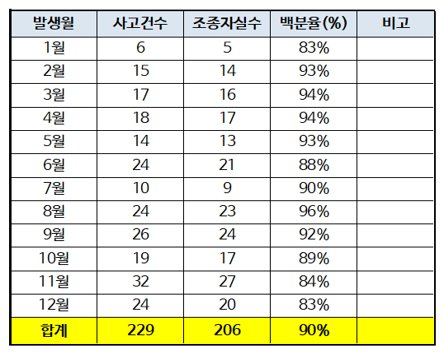 발생월 사고건수 조종자실수 백분율(%) 비고
1월 6 5 83%
2월 15 14 93%
3월 17 16 94%
4월 18 17 94%
5월 14 13 93%
6월 24 21 88%
7월 10 9 90%
8월 24 23 96%
9월 26 24 92%
10월 19 17 89%
11월 32 27 84%
12월 24 20 83%
합계 229 206 90%